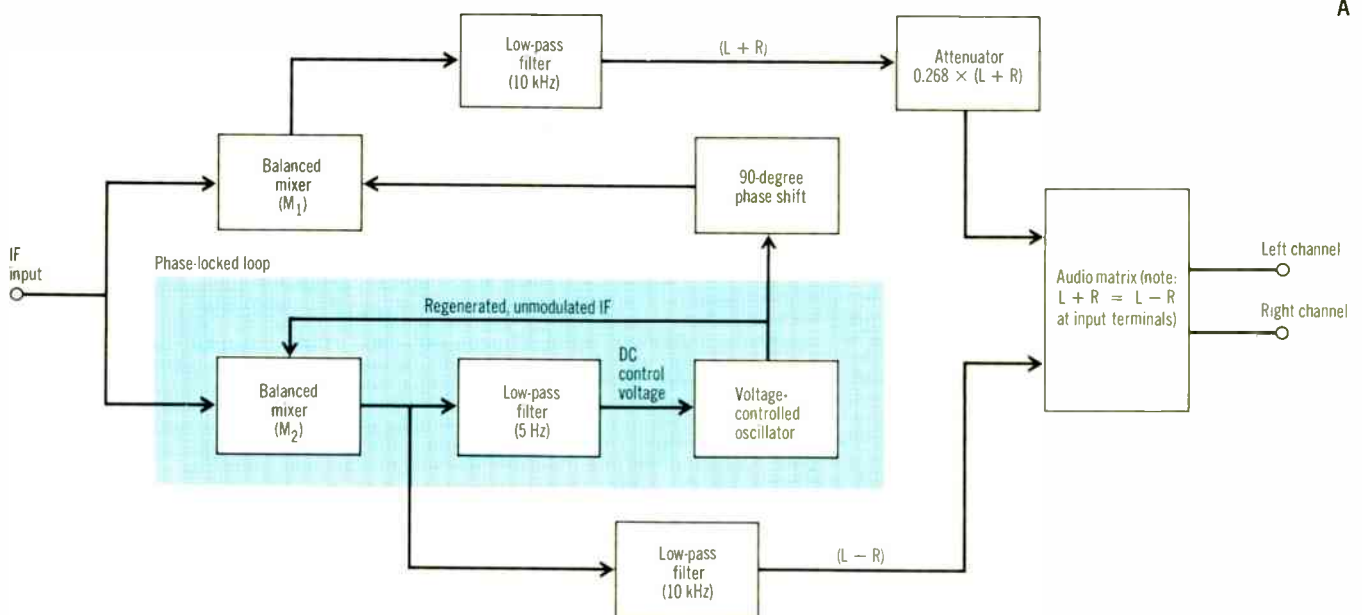 A
Low-pass
filter
(10 kHz)
(L + R)
Attenuator
0.268 × (L + R)
Balanced
mixer
(M₁)
90-degree
phase shift
IF
input
Phase-locked loop
Regenerated, unmodulated IF
Balanced
mixer
(M₂)
Low-pass
filter
(5 Hz)
DC
control
voltage
Voltage-
controlled
oscillator
Audio matrix (note:
L + R = L − R
at input terminals)
Left channel
Right channel
Low-pass
filter
(10 kHz)
(L − R)